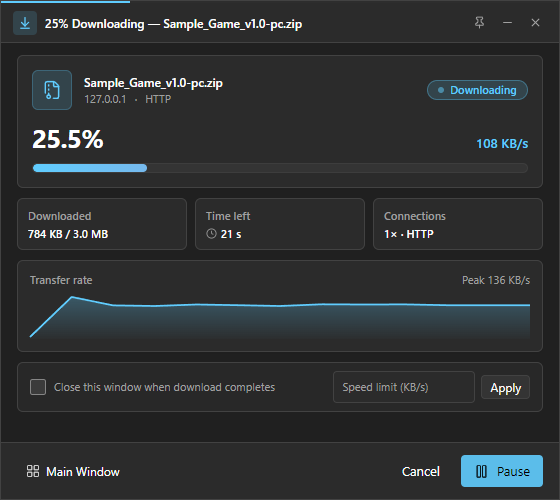 25% Downloading — Sample_Game_v1.0-pc.zip
Sample_Game_v1.0-pc.zip
127.0.0.1 · HTTP
Downloading
25.5%
108 KB/s
Downloaded
784 KB / 3.0 MB
Time left
21 s
Connections
1× · HTTP
Transfer rate
Peak 136 KB/s
Close this window when download completes
Speed limit (KB/s)
Apply
Main Window
Cancel
Pause